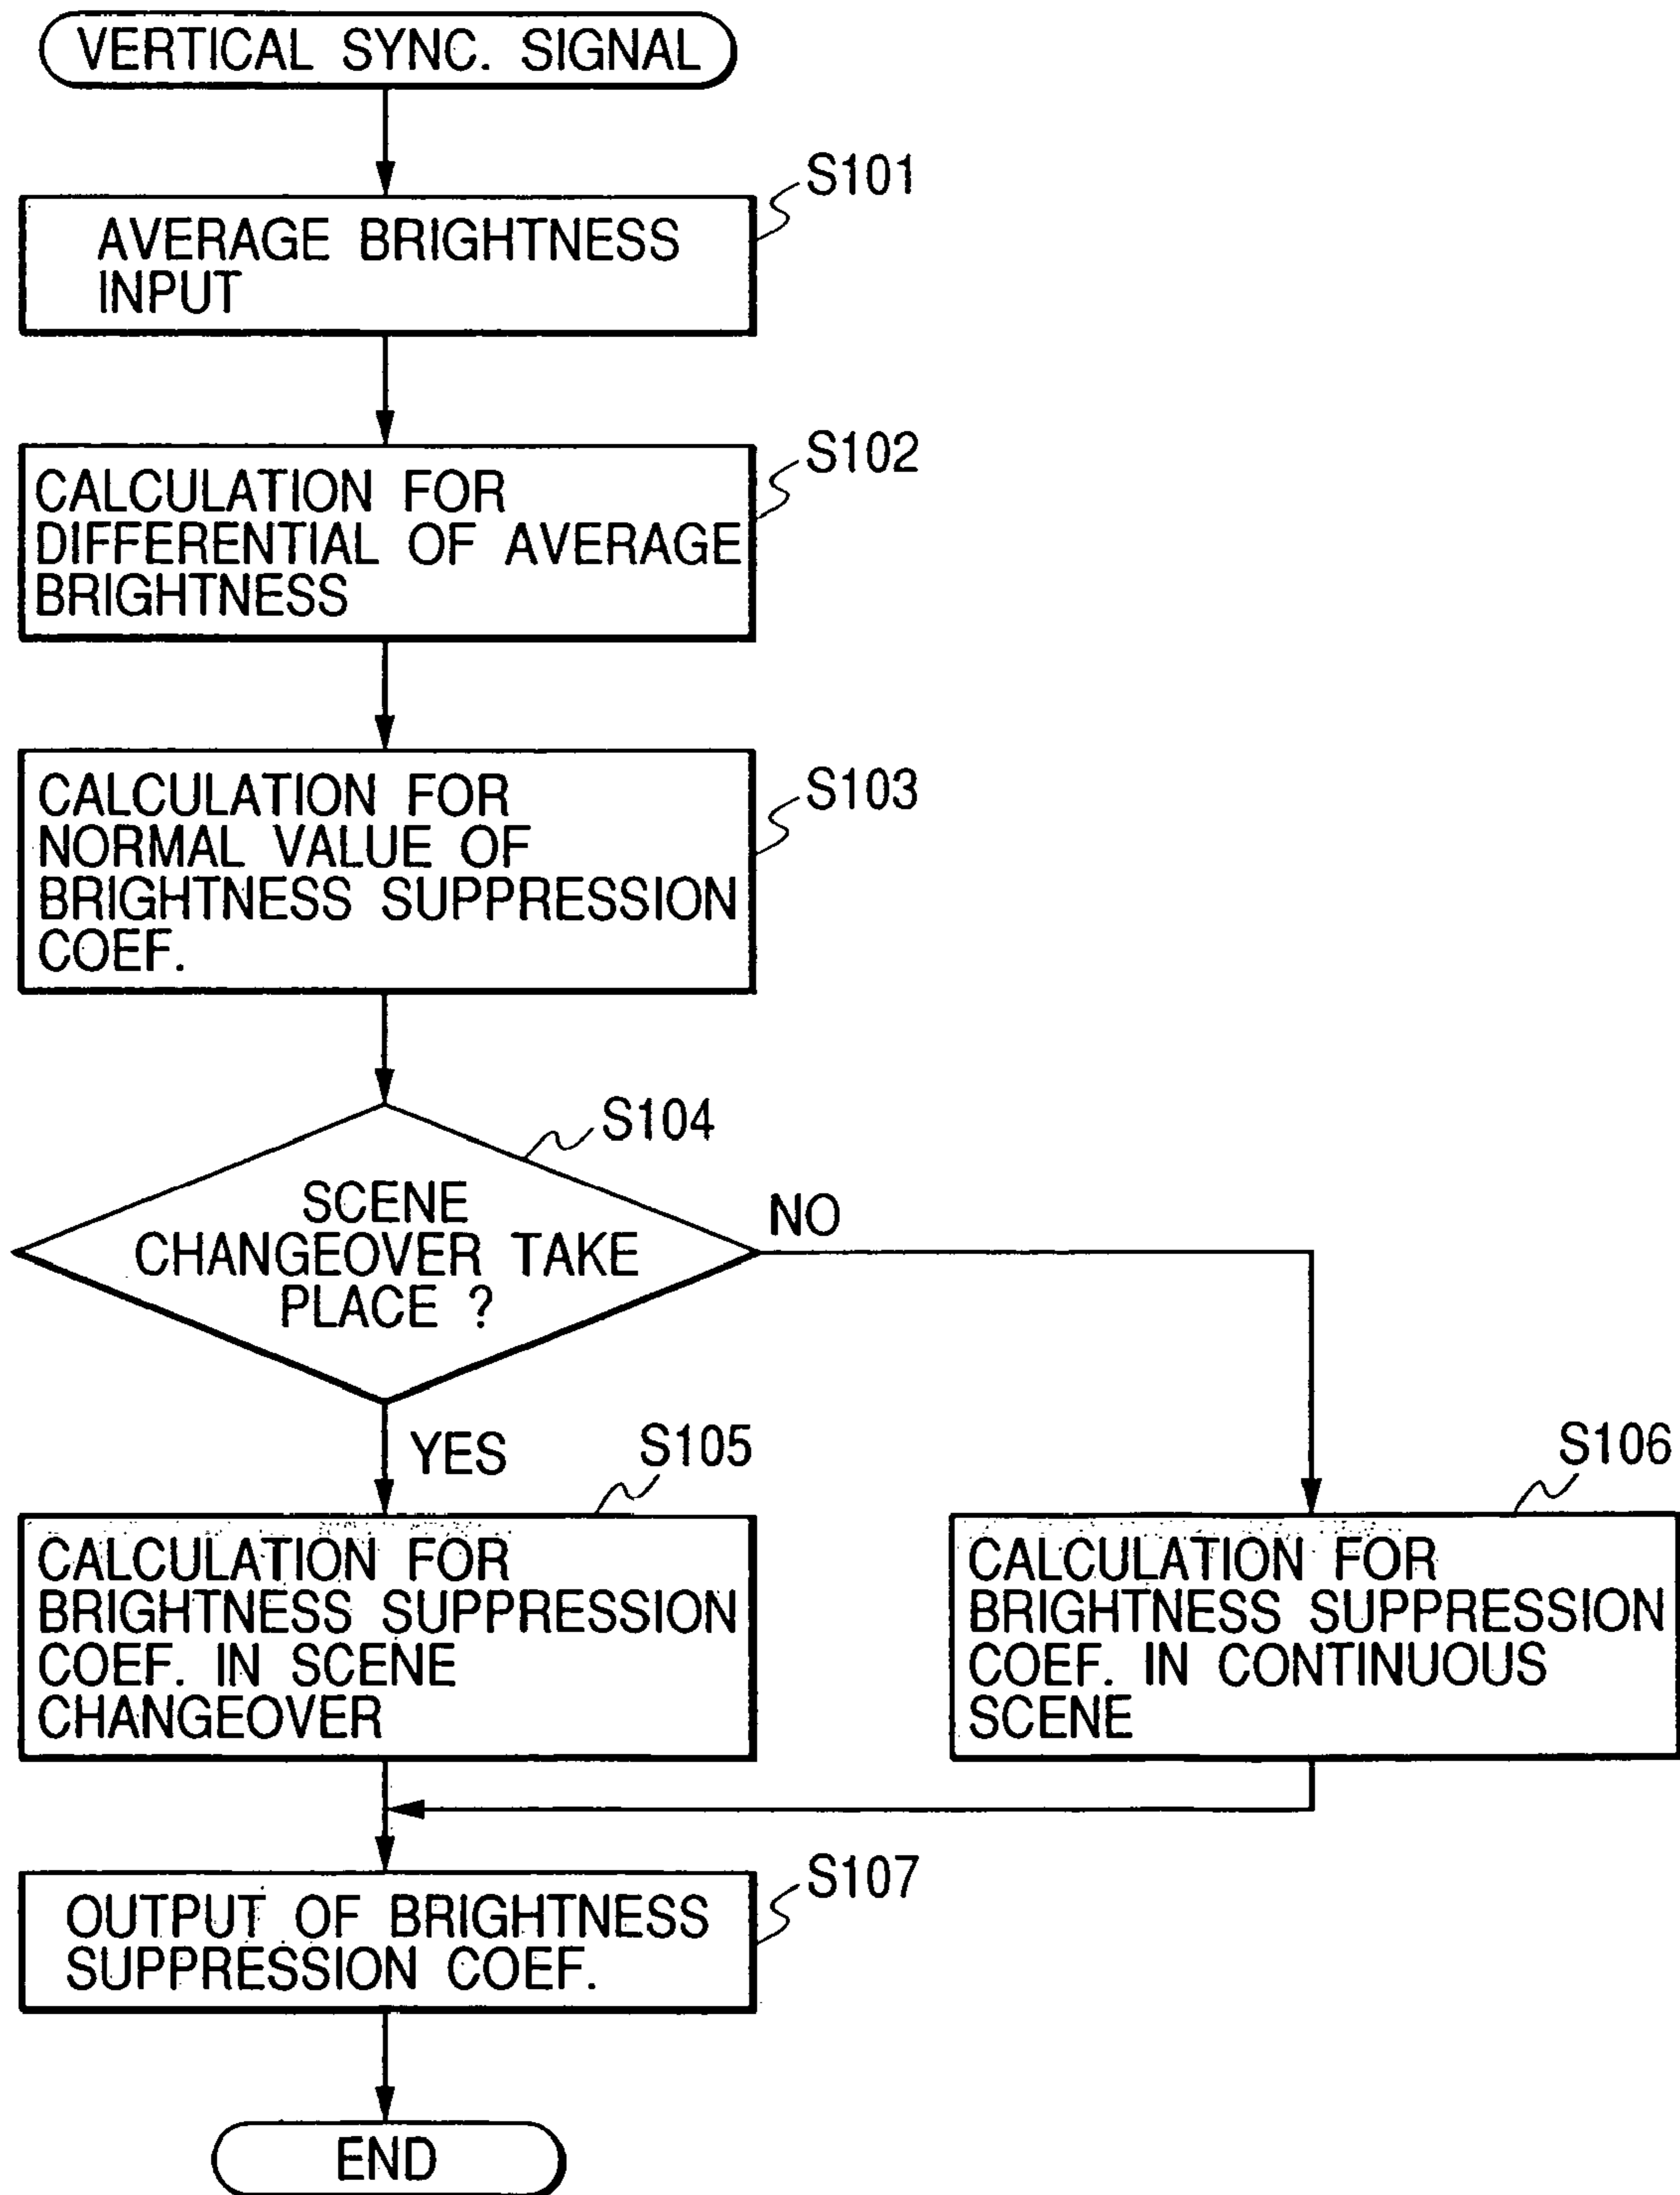 VERTICAL SYNC. SIGNAL
S101
AVERAGE BRIGHTNESS
INPUT
S102
CALCULATION FOR
DIFFERENTIAL OF AVERAGE
BRIGHTNESS
S103
CALCULATION FOR
NORMAL VALUE OF
BRIGHTNESS SUPPRESSION
COEF.
S104
SCENE
CHANGEOVER TAKE
PLACE ?
NO
YES
S105
CALCULATION FOR
BRIGHTNESS SUPPRESSION
COEF. IN SCENE
CHANGEOVER
S106
CALCULATION FOR
BRIGHTNESS SUPPRESSION
COEF. IN CONTINUOUS
SCENE
S107
OUTPUT OF BRIGHTNESS
SUPPRESSION COEF.
END